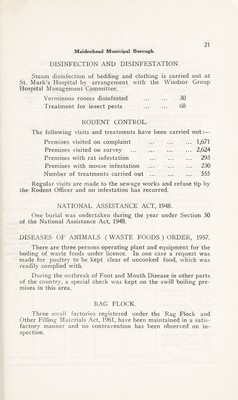 21
Maidenhead Municipal Borough.
DISINFECTION AND DISINFESTATION.
Steam disinfection of bedding and clothing is carried out at
St. Mark's Hospital by arrangement with the Windsor Group
Hospital Management Committee.
Verminous rooms disinfested ... ... 30
Treatment for insect pests ... ... 68
RODENT CONTROL.
The following visits and treatments have been carried out:—
Premises visited on complaint ... ... ... 1,671
Premises visited on survey ... ... ... ... 2,624
Premises with rat infestation ... ... ... 293
Premises with mouse infestation ... ... ... 230
Number of treatments carried out ... ... ... 555
Regular visits are made to the sewage works and refuse tip by
the Rodent Officer and no infestation has recurred.
NATIONAL ASSISTANCE ACT, 1948.
One burial was undertaken during the year under Section 50
of the National Assistance Act, 1948.
DISEASES OF ANIMALS (WASTE FOODS) ORDER, 1957.
There are three persons operating plant and equipment for the
boiling of waste foods under licence. In one case a request was
made for poultry to be kept clear of uncooked food, which was
readily complied with.
During the outbreak of Foot and Mouth Disease in other parts
of the country, a special check was kept on the swill boiling pre-
mises in this area.
RAG FLOCK.
Three small factories registered under the Rag Flock and
Other Filling Materials Act, 1961, have been maintained in a satis-
factory manner and no contravention has been observed on in-
spection.